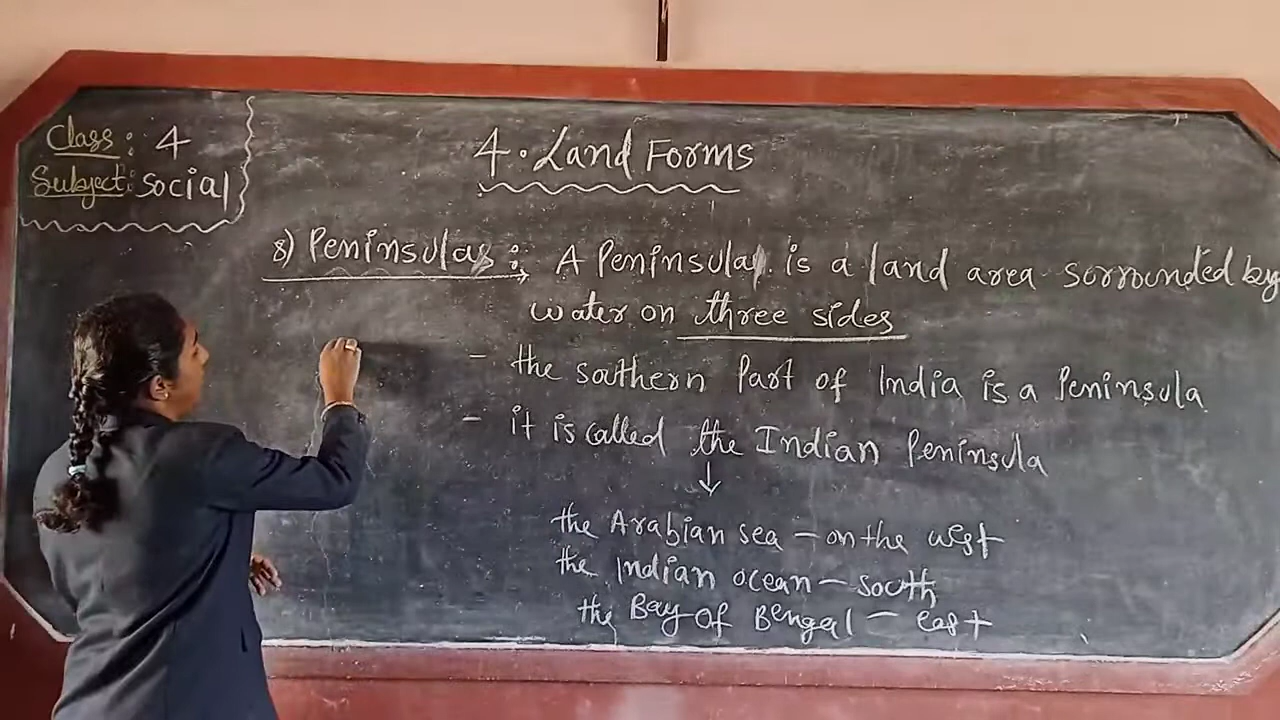 Class: 4
Subject: Social
4. Land Forms
8) Peninsulas: A Peninsula is a land area sorrounded by
water on three sides
- the southern Part of India is a Peninsula
- it is called the Indian Peninsula
↓
the Arabian sea - on the west
the Indian ocean - south
the Bay of Bengal - east